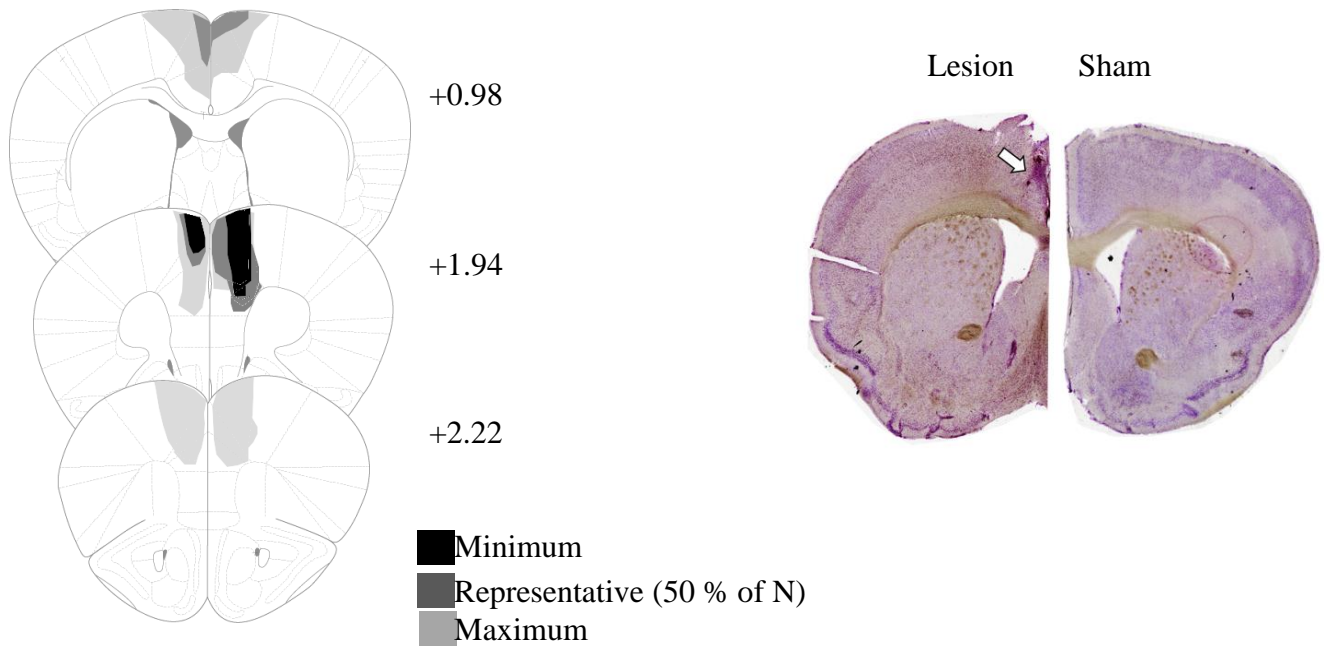 +0.98
+1.94
+2.22
Minimum
Representative (50 % of N)
Maximum
Lesion Sham